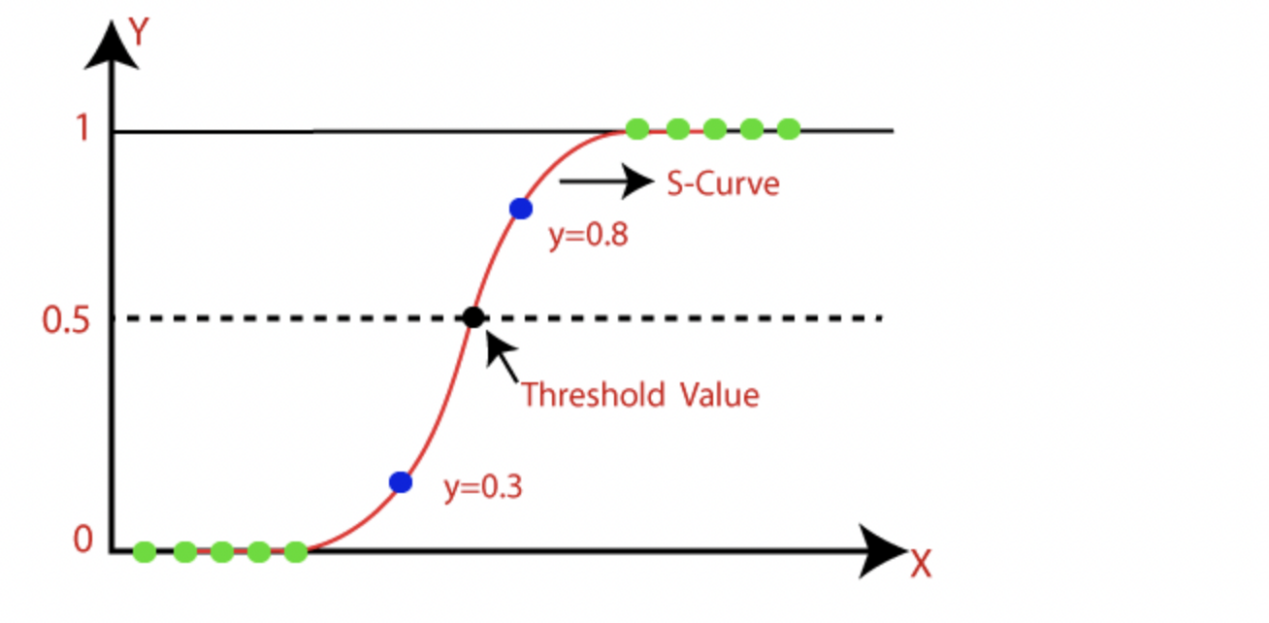 Y
1
S-Curve
y=0.8
0.5
Threshold Value
y=0.3
0
X